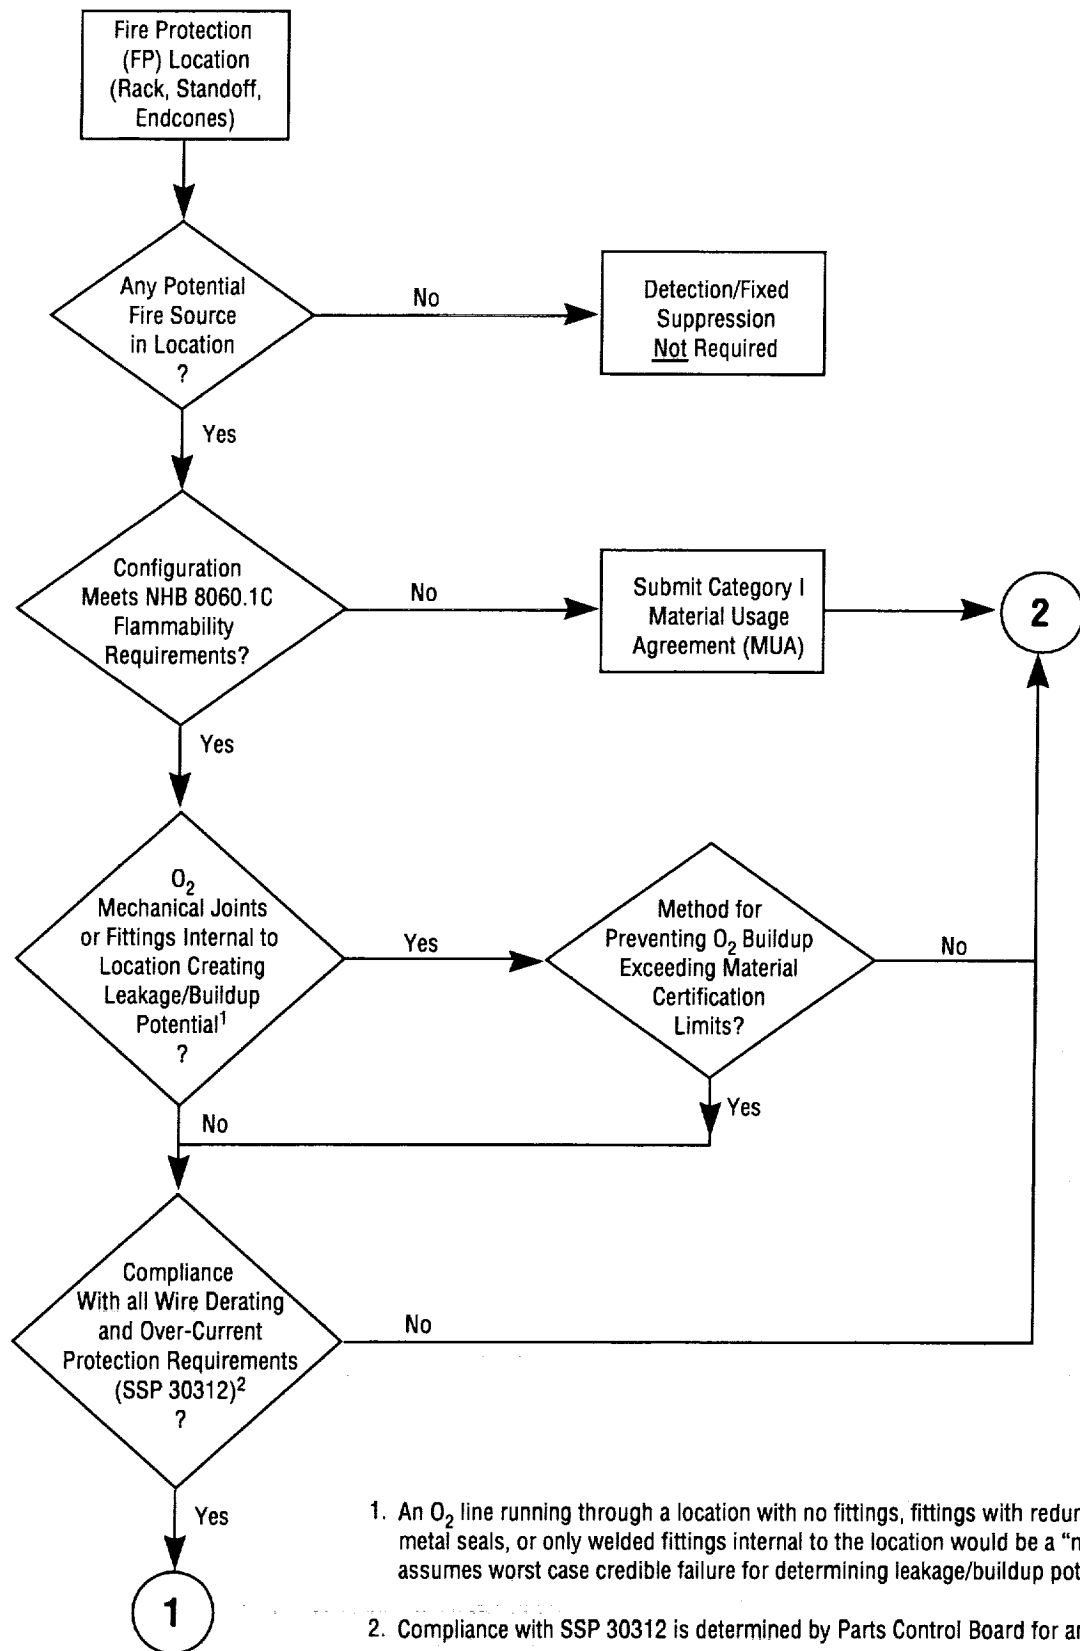 Fire Protection
(FP) Location
(Rack, Standoff,
Endcones)
Any Potential
Fire Source
in Location
?
No
Detection/Fixed
Suppression
Not Required
Yes
Configuration
Meets NHB 8060.1C
Flammability
Requirements?
No
Submit Category I
Material Usage
Agreement (MUA)
2
Yes
O2
Mechanical Joints
or Fittings Internal to
Location Creating
Leakage/Buildup
Potential1
?
Yes
Method for
Preventing O2 Buildup
Exceeding Material
Certification
Limits?
No
Yes
No
Compliance
With all Wire Derating
and Over-Current
Protection Requirements
(SSP 30312)2
?
No
Yes
1
1. An O2 line running through a location with no fittings, fittings with
metal seals, or only welded fittings internal to the location would be a
assumes worst case credible failure for determining leakage/buildup
2. Compliance with SSP 30312 is determined by Parts Control Board for